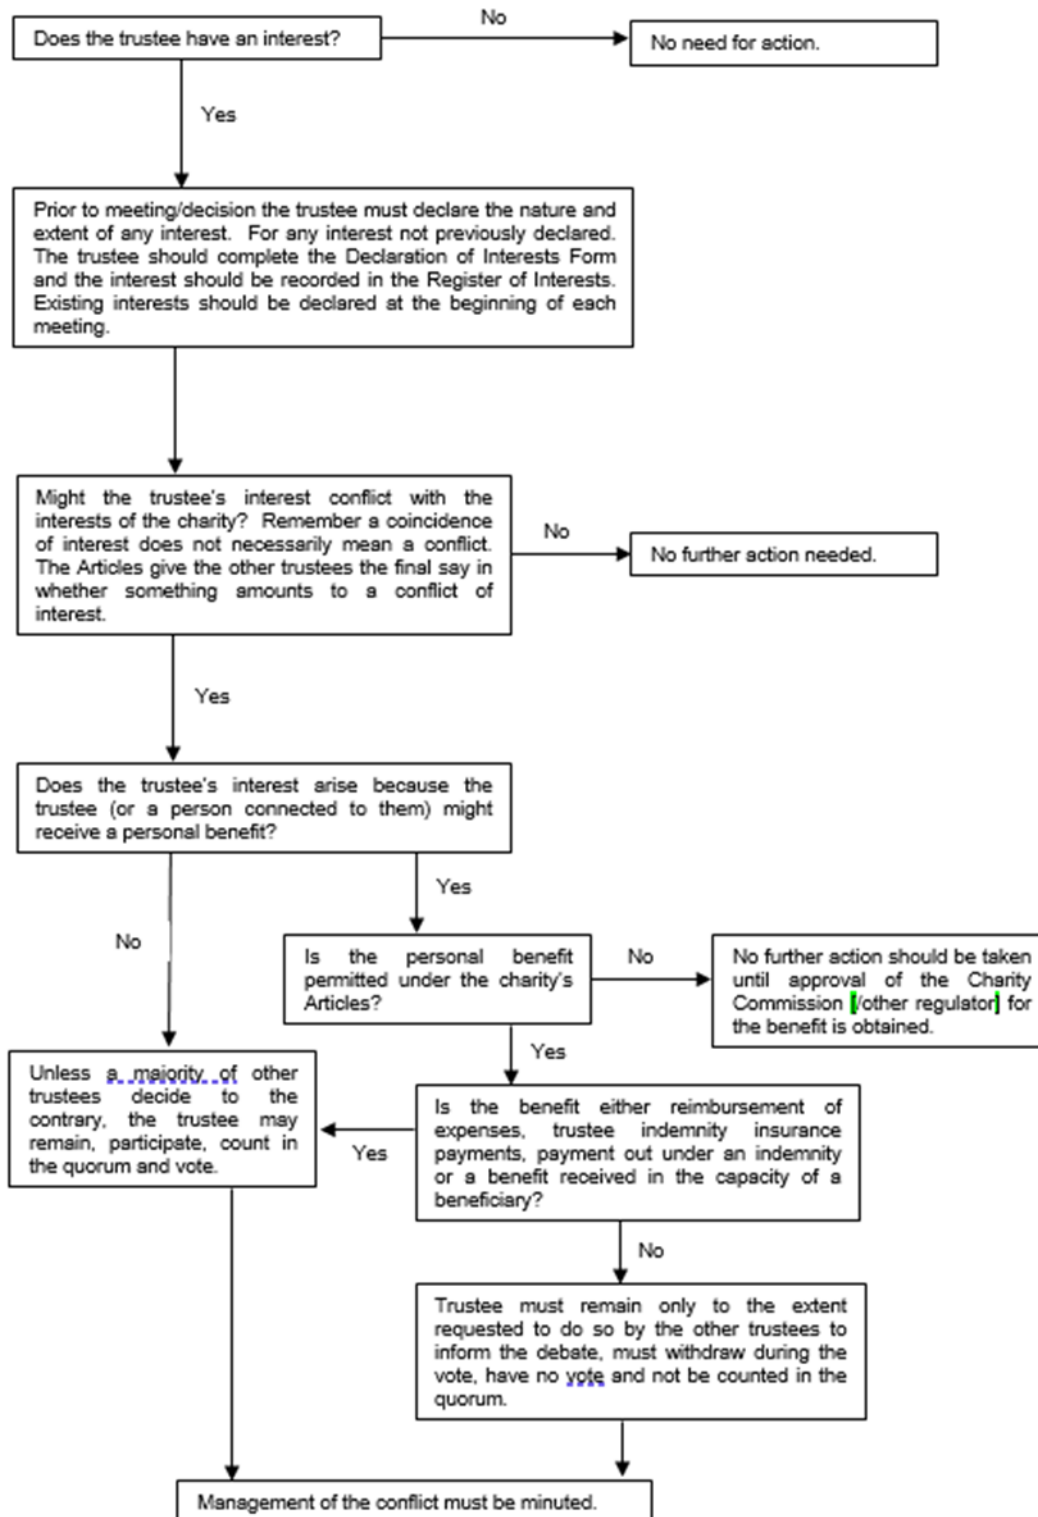 Does the trustee have an interest?
No
No need for action.
Yes
Prior to meeting/decision the trustee must declare the nature and
extent of any interest. For any interest not previously declared.
The trustee should complete the Declaration of Interests Form
and the interest should be recorded in the Register of Interests.
Existing interests should be declared at the beginning of each
meeting.
Might the trustee's interest conflict with the
interests of the charity? Remember a coincidence
of interest does not necessarily mean a conflict.
The Articles give the other trustees the final say in
whether something amounts to a conflict of
interest.
No
No further action needed.
Yes
Does the trustee's interest arise because the
trustee (or a person connected to them) might
receive a personal benefit?
Yes
No
Is the personal benefit
permitted under the charity's
Articles?
No
No further action should be taken
until approval of the Charity
Commission [/other regulator] for
the benefit is obtained.
Yes
Unless a majority of other
trustees decide to the
contrary, the trustee may
remain, participate, count in
the quorum and vote.
Yes
Is the benefit either reimbursement of
expenses, trustee indemnity insurance
payments, payment out under an indemnity
or a benefit received in the capacity of a
beneficiary?
No
Trustee must remain only to the extent
requested to do so by the other trustees to
inform the debate, must withdraw during the
vote, have no vote and not be counted in the
quorum.
Management of the conflict must be minuted.